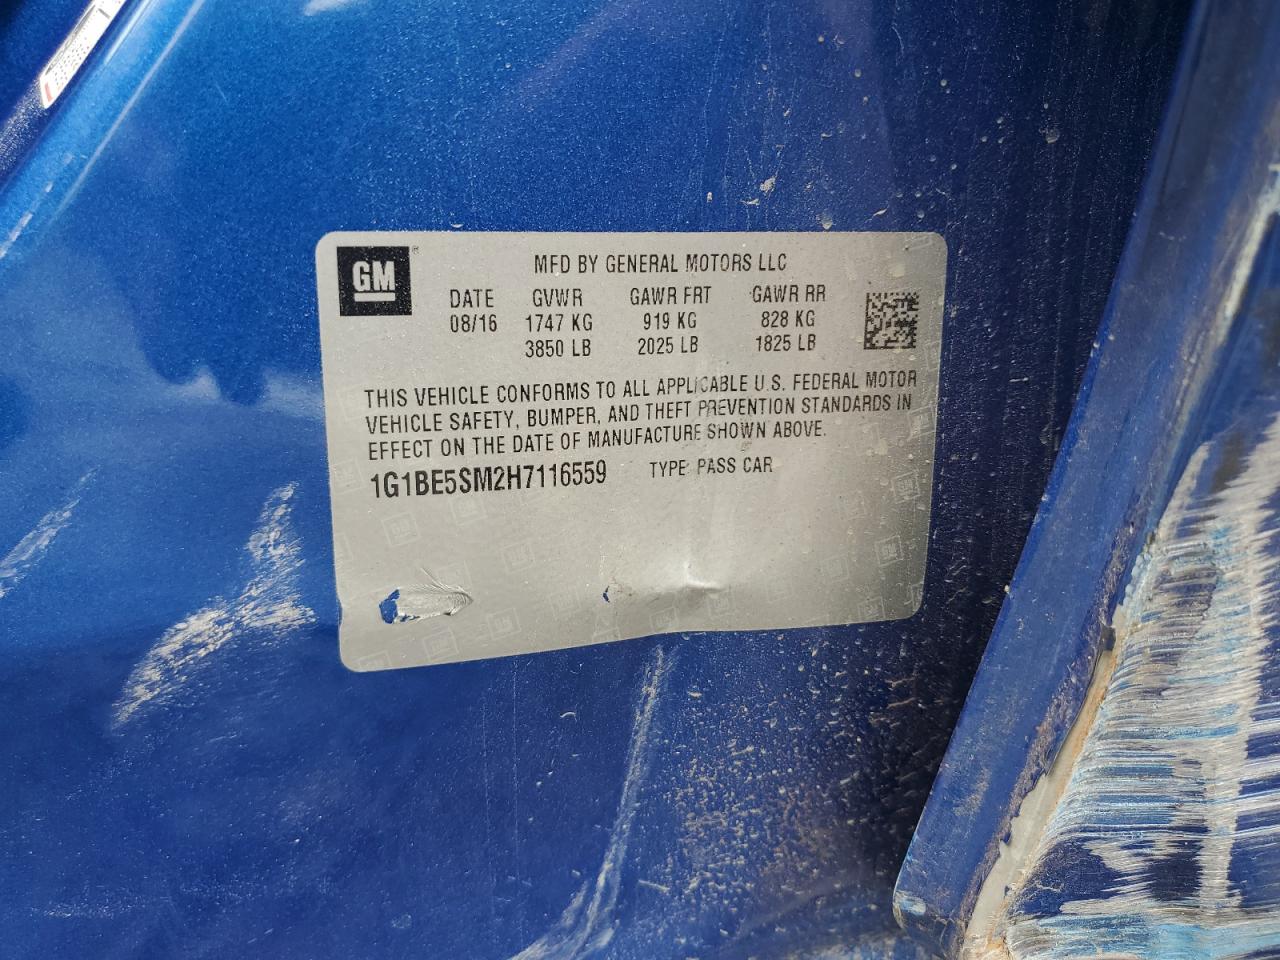 GM
MFD BY GENERAL MOTORS LLC
DATE GVWR GAWR FRT GAWR RR
08/16 1747 KG 919 KG 828 KG
3850 LB 2025 LB 1825 LB
THIS VEHICLE CONFORMS TO ALL APPLICABLE U.S. FEDERAL MOTOR
VEHICLE SAFETY, BUMPER, AND THEFT PREVENTION STANDARDS IN
EFFECT ON THE DATE OF MANUFACTURE SHOWN ABOVE.
1G1BE5SM2H7116559 TYPE: PASS CAR